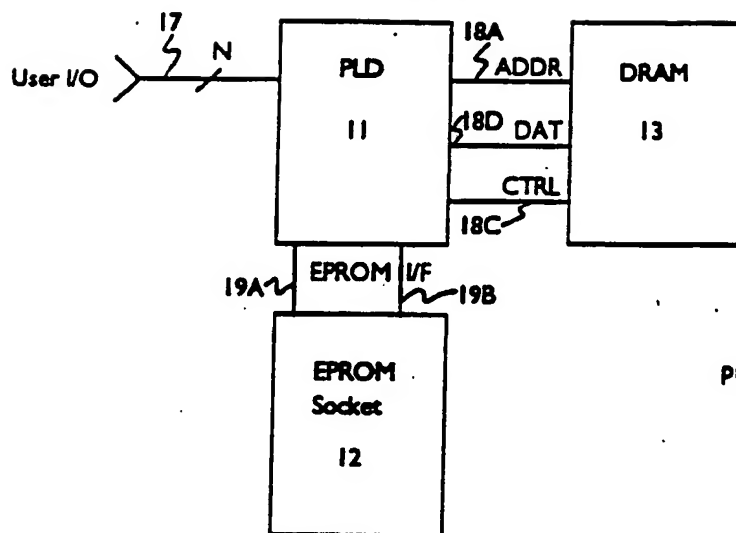 17
N
User I/O
PLD
11
18A
ADDR
18D
DAT
CTRL
18C
DRAM
13
19A
EPROM I/F
19B
EPROM
Socket
12